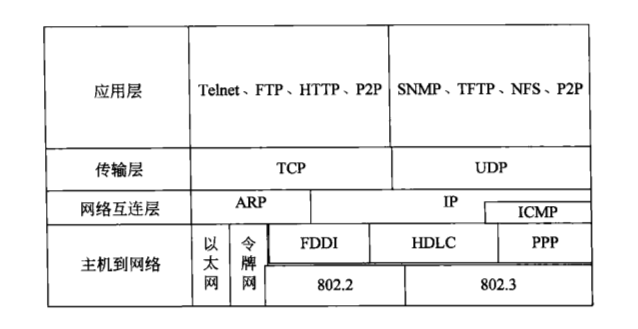 应用层
Telnet、FTP、HTTP、P2P
SNMP、TFTP、NFS、P2P
传输层
TCP
UDP
网络互连层
ARP
IP
ICMP
主机到网络
以太网
令牌网
FDDI
HDLC
PPP
802.2
802.3